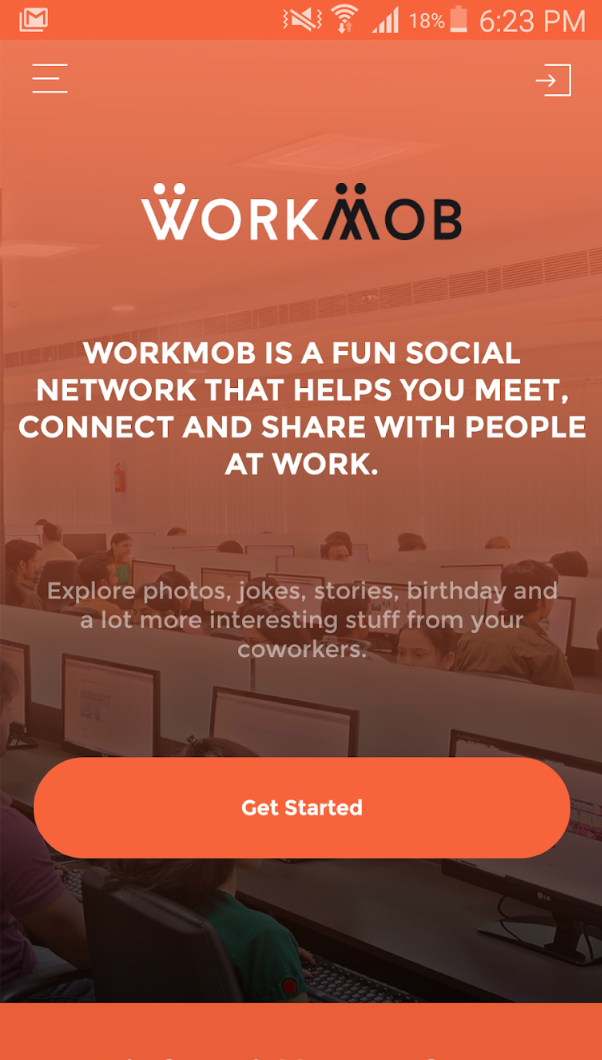 18% 6:23 PM
WORKMOB
WORKMOB IS A FUN SOCIAL
NETWORK THAT HELPS YOU MEET,
CONNECT AND SHARE WITH PEOPLE
AT WORK.
Explore photos, jokes, stories, birthday and
a lot more interesting stuff from your
coworkers.
Get Started
LG